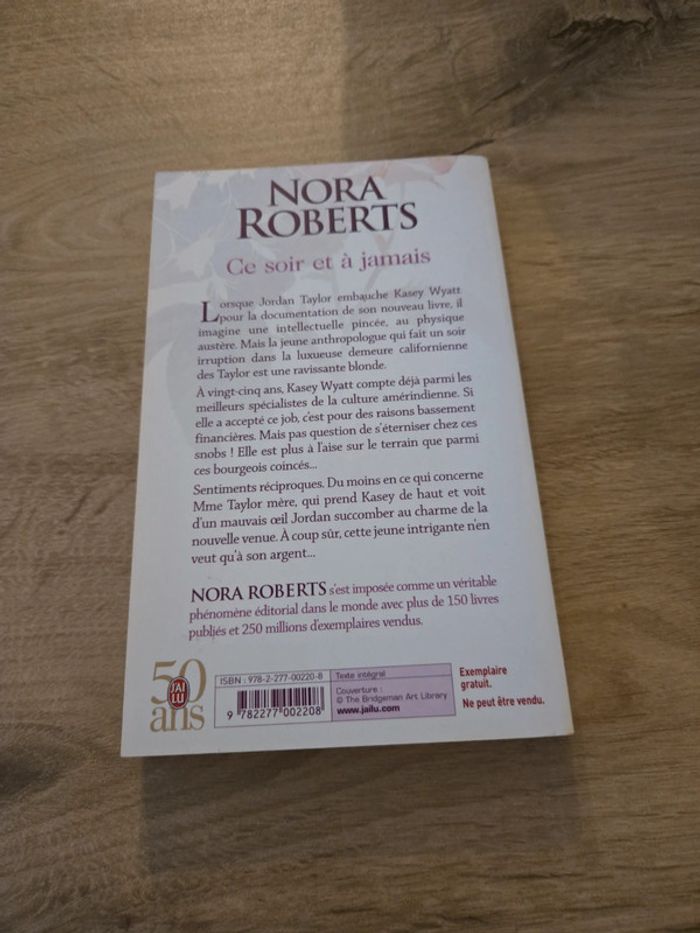 NORA
ROBERTS
Ce soir et à jamais
Lorsque Jordan Taylor embauche Kasey Wyatt
pour la documentation de son nouveau livre, il
imagine une intellectuelle pincée, au physique
austère. Mais la jeune anthropologue qui fait un soir
irruption dans la luxueuse demeure californienne
des Taylor est une ravissante blonde.
À vingt-cinq ans, Kasey Wyatt compte déjà parmi les
meilleurs spécialistes de la culture amérindienne. Si
elle a accepté ce job, c'est pour des raisons bassement
financières. Mais pas question de s'éterniser chez ces
snobs ! Elle est plus à l'aise sur le terrain que parmi
ces bourgeois coincés...
Sentiments réciproques. Du moins en ce qui concerne
Mme Taylor mère, qui prend Kasey de haut et voit
d'un mauvais œil Jordan succomber au charme de la
nouvelle venue. À coup sûr, cette jeune intrigante n'en
veut qu'à son argent...
NORA ROBERTS s'est imposée comme un véritable
phénomène éditorial dans le monde avec plus de 150 livres
publiés et 250 millions d'exemplaires vendus.
50
J'AI
LU
ans
ISBN : 978-2-277-00220-8
9 782277 002208
Texte intégral
Couverture :
© The Bridgeman Art Library
www.jailu.com
Exemplaire
gratuit.
Ne peut être vendu.